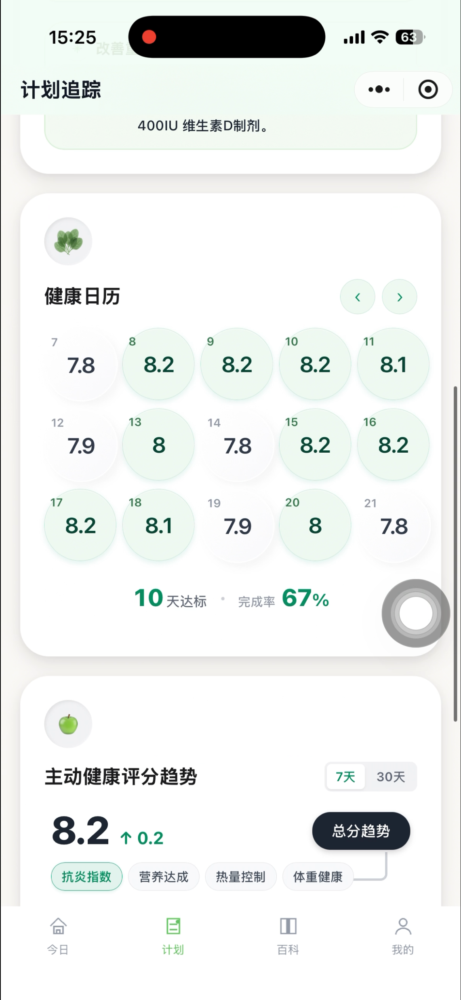 15:25
63
改善
计划追踪
400IU 维生素D制剂。
健康日历
‹ ›
7 8 9 10 11
7.8 8.2 8.2 8.2 8.1
12 13 14 15 16
7.9 8 7.8 8.2 8.2
17 18 19 20 21
8.2 8.1 7.9 8 7.8
10 天达标 • 完成率 67%
主动健康评分趋势
7天 30天
8.2 ↑ 0.2
总分趋势
抗炎指数 营养达成 热量控制 体重健康
今日 计划 百科 我的